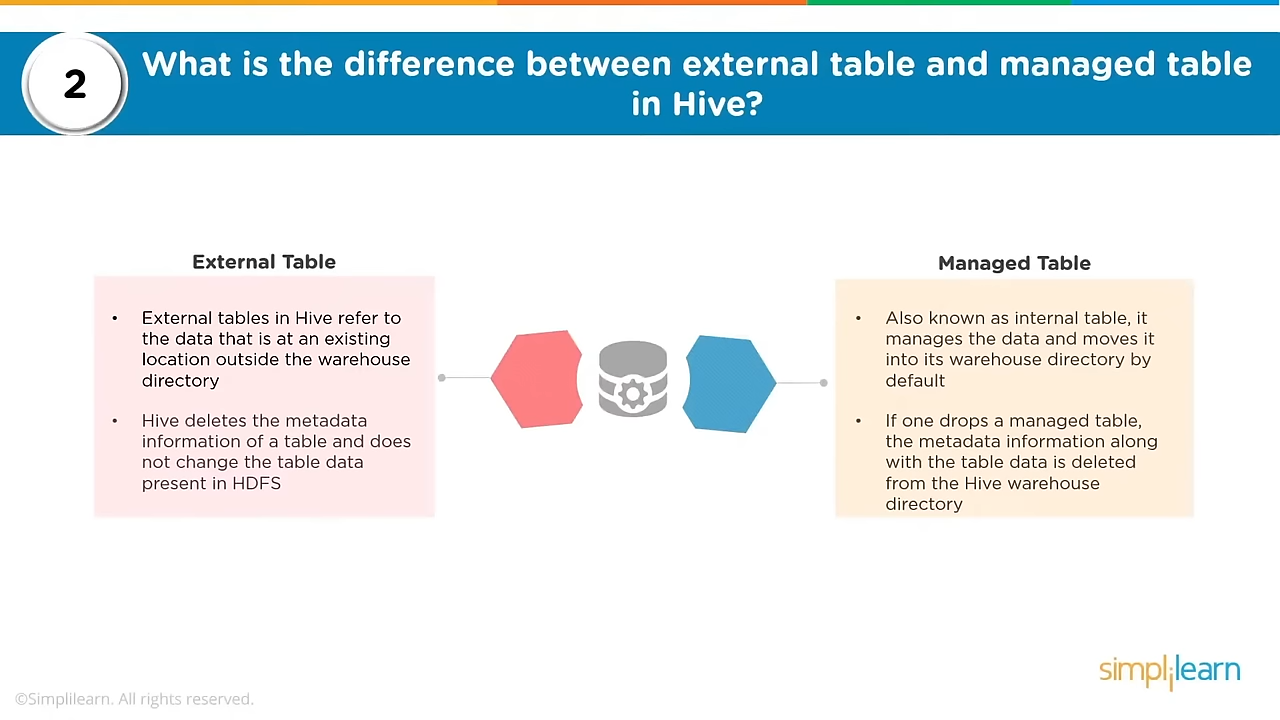 2
What is the difference between external table and managed table
in Hive?
External Table
• External tables in Hive refer to
the data that is at an existing
location outside the warehouse
directory
• Hive deletes the metadata
information of a table and does
not change the table data
present in HDFS
Managed Table
• Also known as internal table, it
manages the data and moves it
into its warehouse directory by
default
• If one drops a managed table,
the metadata information along
with the table data is deleted
from the Hive warehouse
directory
simplilearn
©Simplilearn. All rights reserved.